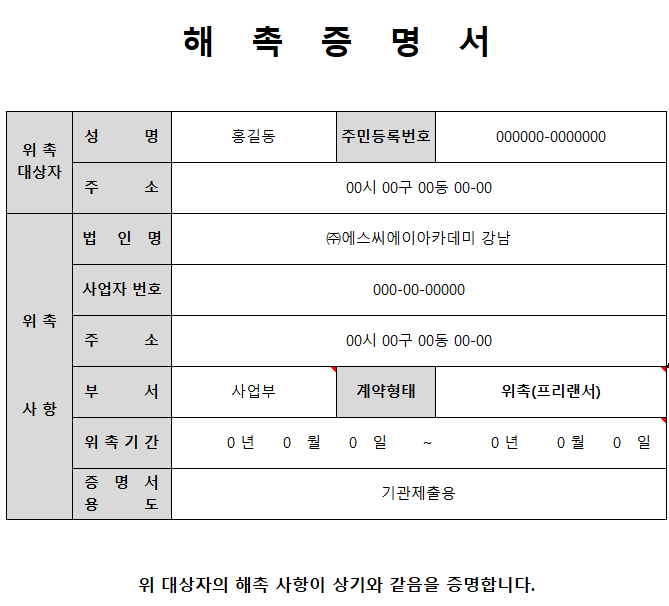 해 촉 증 명 서
위 촉
대상자
성 명 홍길동 주민등록번호 000000-0000000
주 소 00시 00구 00동 00-00
위 촉
사 항
법 인 명 ㈜에스씨에이아카데미 강남
사업자 번호 000-00-00000
주 소 00시 00구 00동 00-00
부 서 사업부 계약형태 위촉(프리랜서)
위 촉 기 간 0 년 0 월 0 일 ~ 0 년 0 월 0 일
증 명 서
용 도
기관제출용
위 대상자의 해촉 사항이 상기와 같음을 증명합니다.